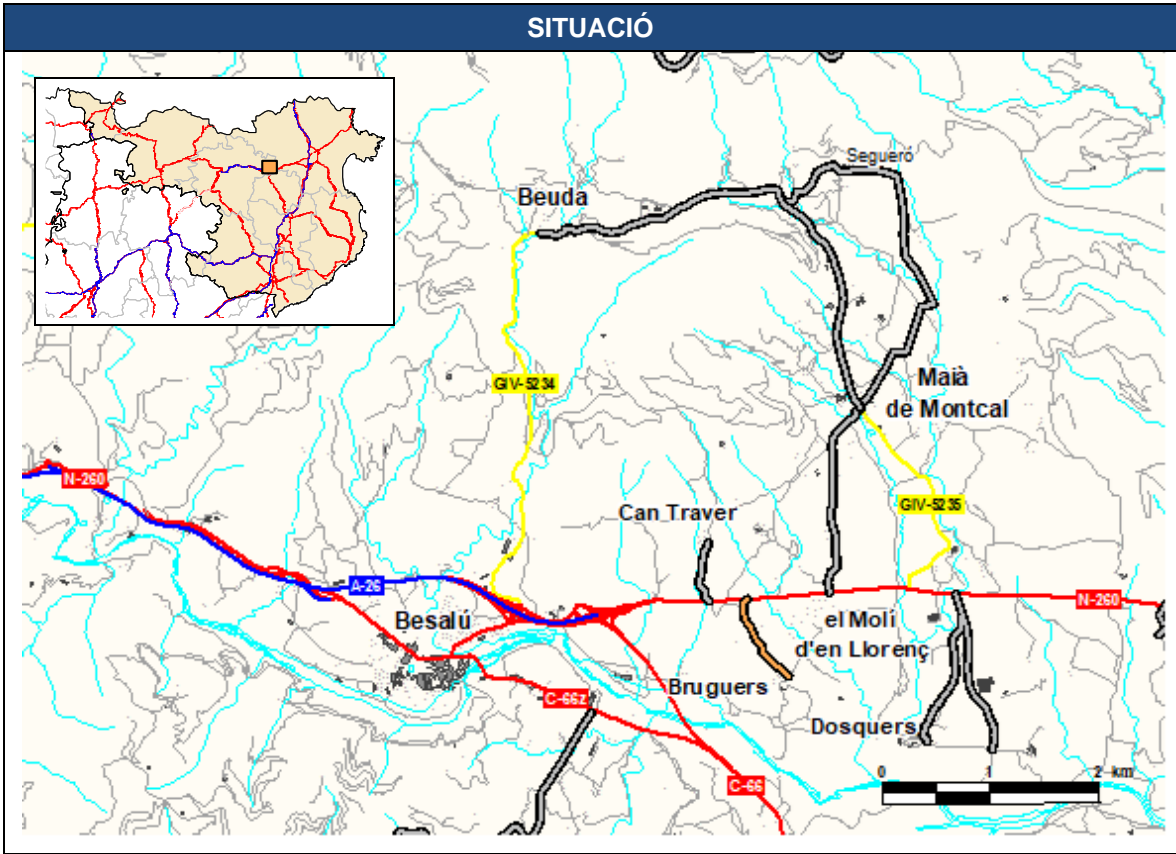 SITUACIÓ
Segueró
Beuda
GIV-5234
Maià
de Montcal
N-260
Can Traver
GIV-5235
A-26
Besalú
N-260
el Molí
d'en Llorenç
Bruguers
C-66z
Dosquers
0 1 2 km
C-66